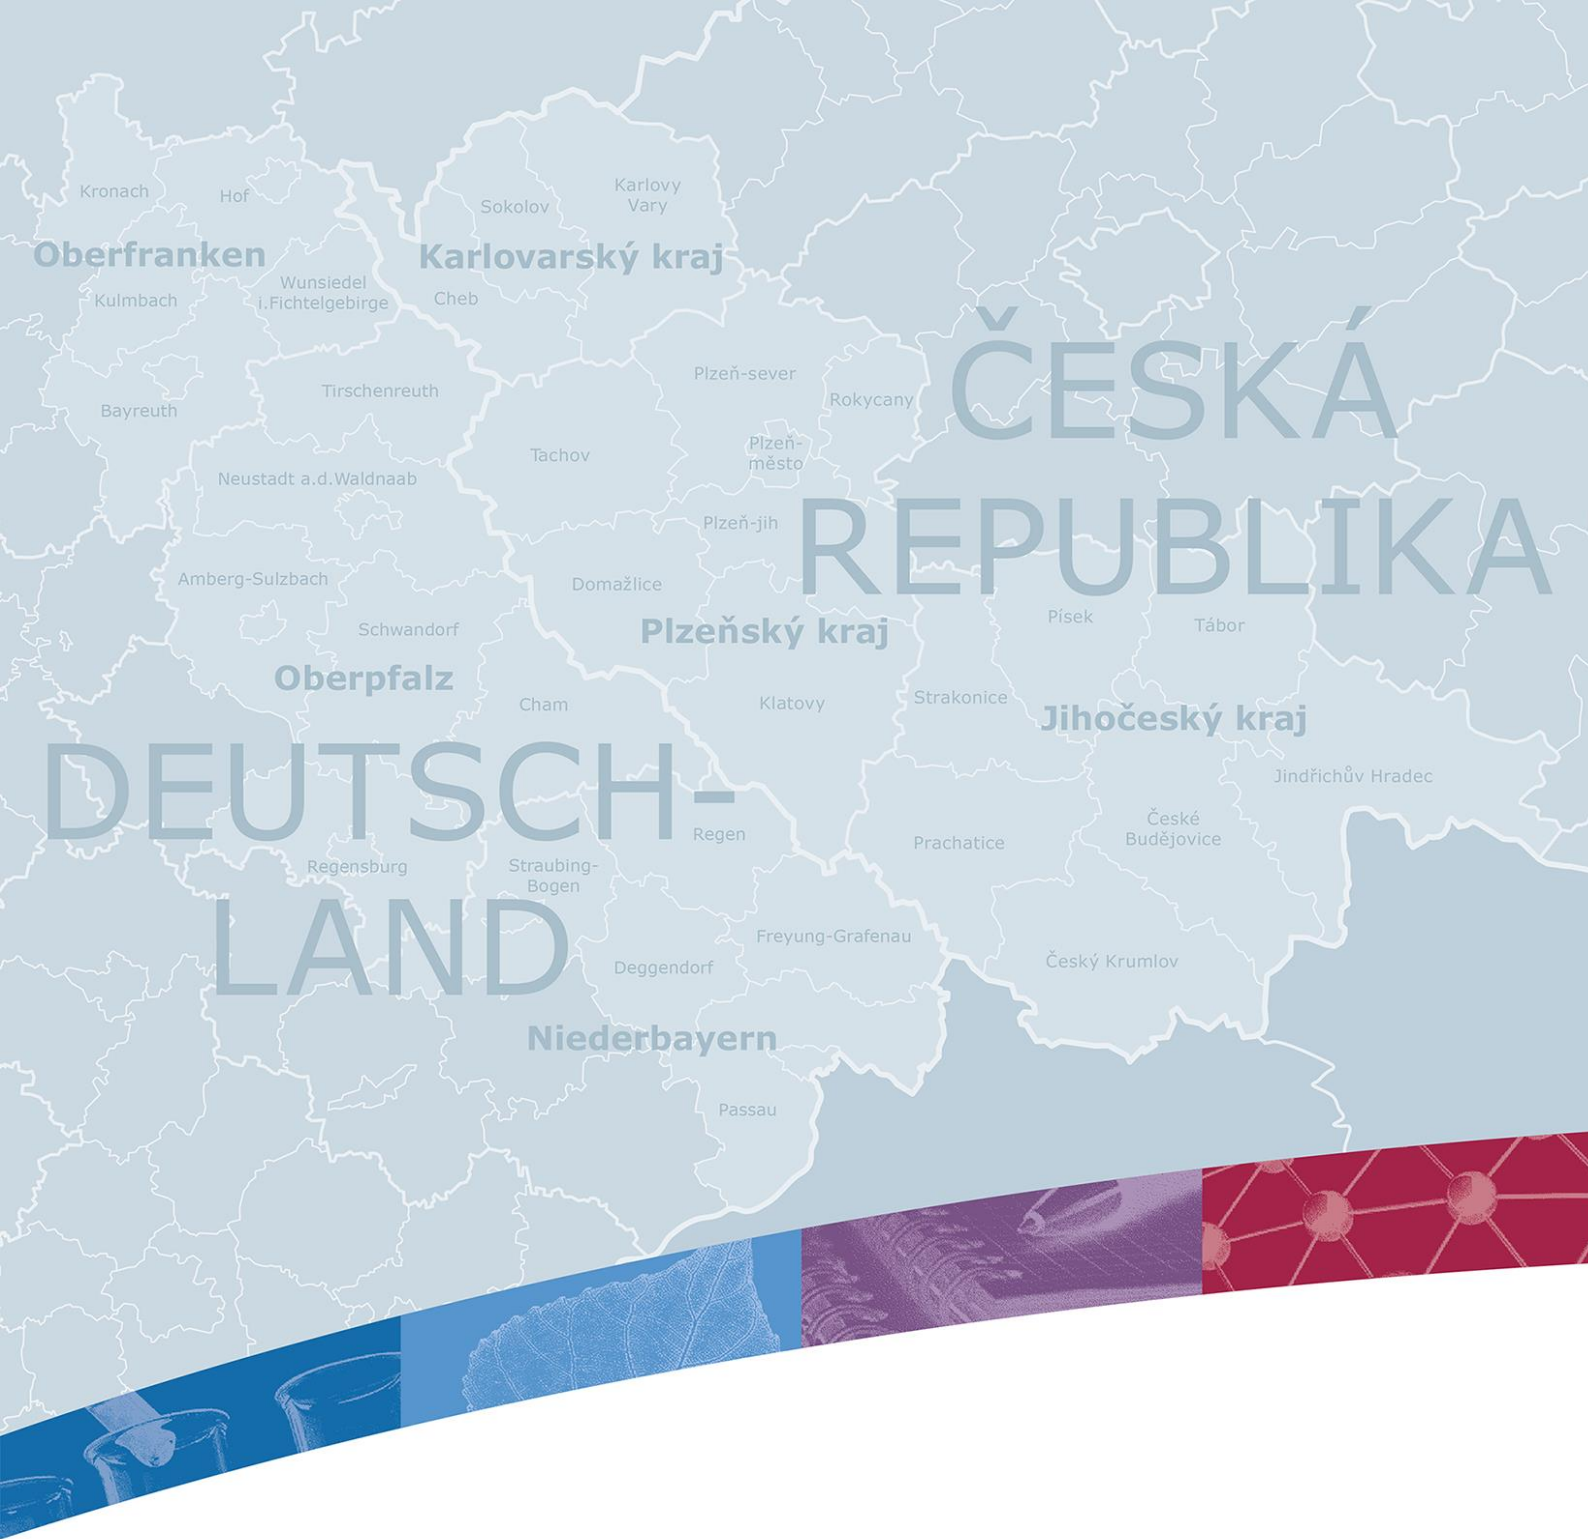 Kronach
Hof
Sokolov
Karlovy
Vary
Oberfranken
Karlovarský kraj
Wunsiedel
i.Fichtelgebirge
Kulmbach
Cheb
Plzeň-sever
Tirschenreuth
Rokycany
Bayreuth
ČESKÁ
Plzeň-
město
Tachov
Neustadt a.d.Waldnaab
Plzeň-jih
REPUBLIKA
Amberg-Sulzbach
Domažlice
Schwandorf
Plzeňský kraj
Písek
Tábor
Oberpfalz
Cham
Klatovy
Strakonice
Jihočeský kraj
DEUTSCH-
Jindřichův Hradec
Regen
České
Budějovice
Prachatice
Regensburg
Straubing-
Bogen
LAND
Freyung-Grafenau
Deggendorf
Český Krumlov
Niederbayern
Passau